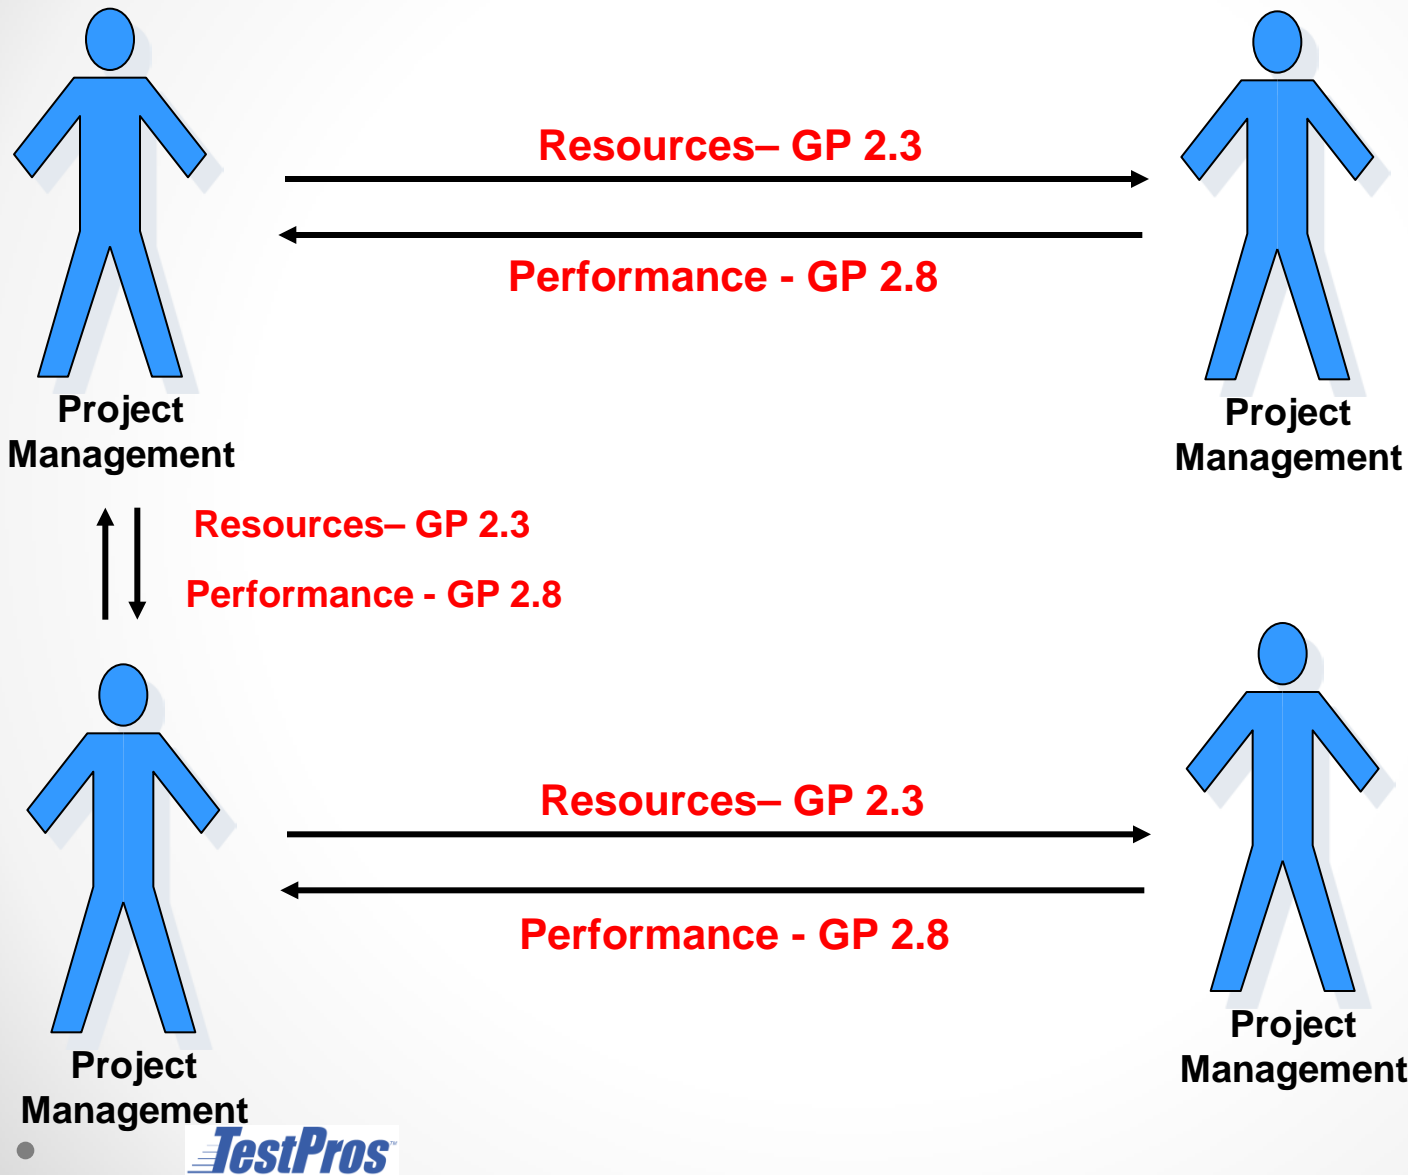 Resources– GP 2.3
Performance - GP 2.8
Project
Management
Project
Management
Resources– GP 2.3
Performance - GP 2.8
Resources– GP 2.3
Performance - GP 2.8
Project
Management
Project
Management
TestPros™